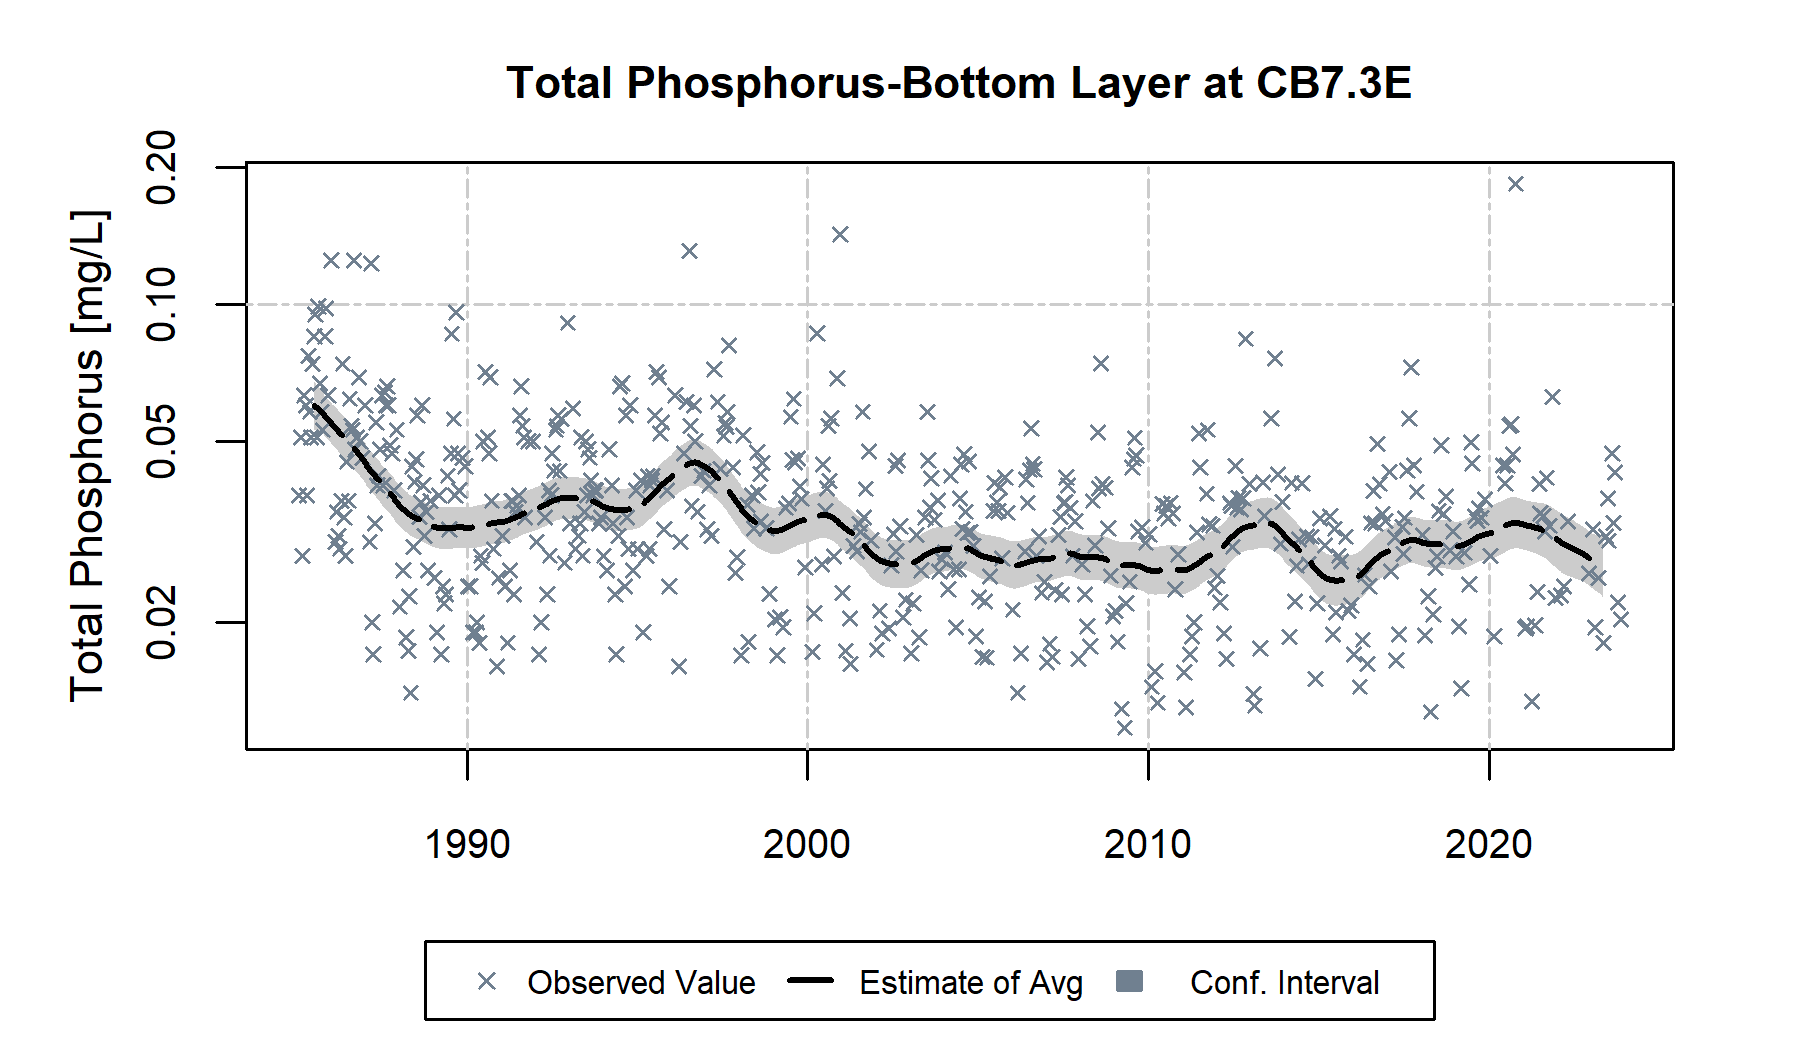 Total Phosphorus-Bottom Layer at CB7.3E
Total Phosphorus [mg/L]
0.20
0.10
0.05
0.02
1990 2000 2010 2020
Observed Value Estimate of Avg Conf. Interval